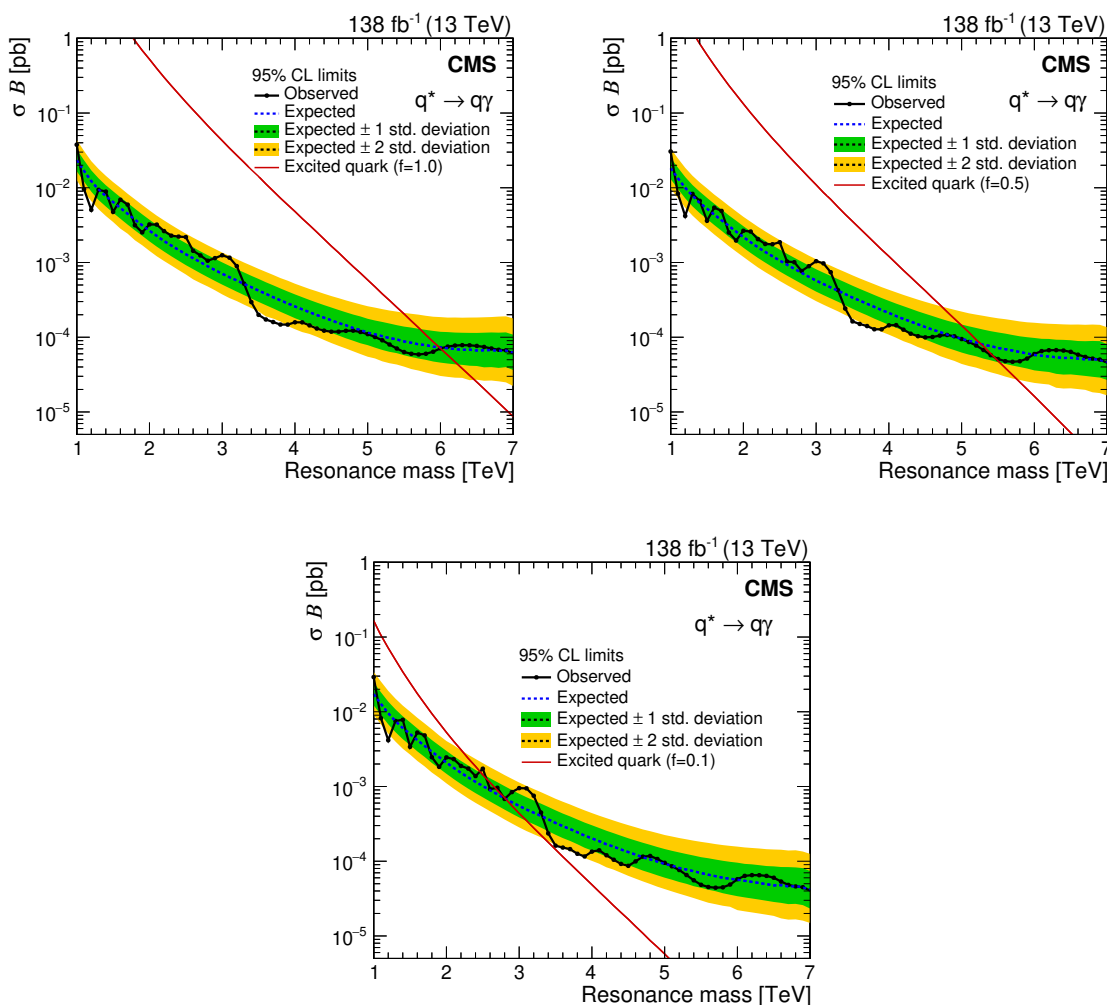 138 fb⁻¹ (13 TeV)
CMS
q* → qγ
95% CL limits
Observed
Expected
Expected ± 1 std. deviation
Expected ± 2 std. deviation
Excited quark (f=1.0)
σ B [pb]
1
10⁻¹
10⁻²
10⁻³
10⁻⁴
10⁻⁵
1 2 3 4 5 6 7
Resonance mass [TeV]
138 fb⁻¹ (13 TeV)
CMS
q* → qγ
95% CL limits
Observed
Expected
Expected ± 1 std. deviation
Expected ± 2 std. deviation
Excited quark (f=0.5)
σ B [pb]
1
10⁻¹
10⁻²
10⁻³
10⁻⁴
10⁻⁵
1 2 3 4 5 6 7
Resonance mass [TeV]
138 fb⁻¹ (13 TeV)
CMS
q* → qγ
95% CL limits
Observed
Expected
Expected ± 1 std. deviation
Expected ± 2 std. deviation
Excited quark (f=0.1)
σ B [pb]
1
10⁻¹
10⁻²
10⁻³
10⁻⁴
10⁻⁵
1 2 3 4 5 6 7
Resonance mass [TeV]